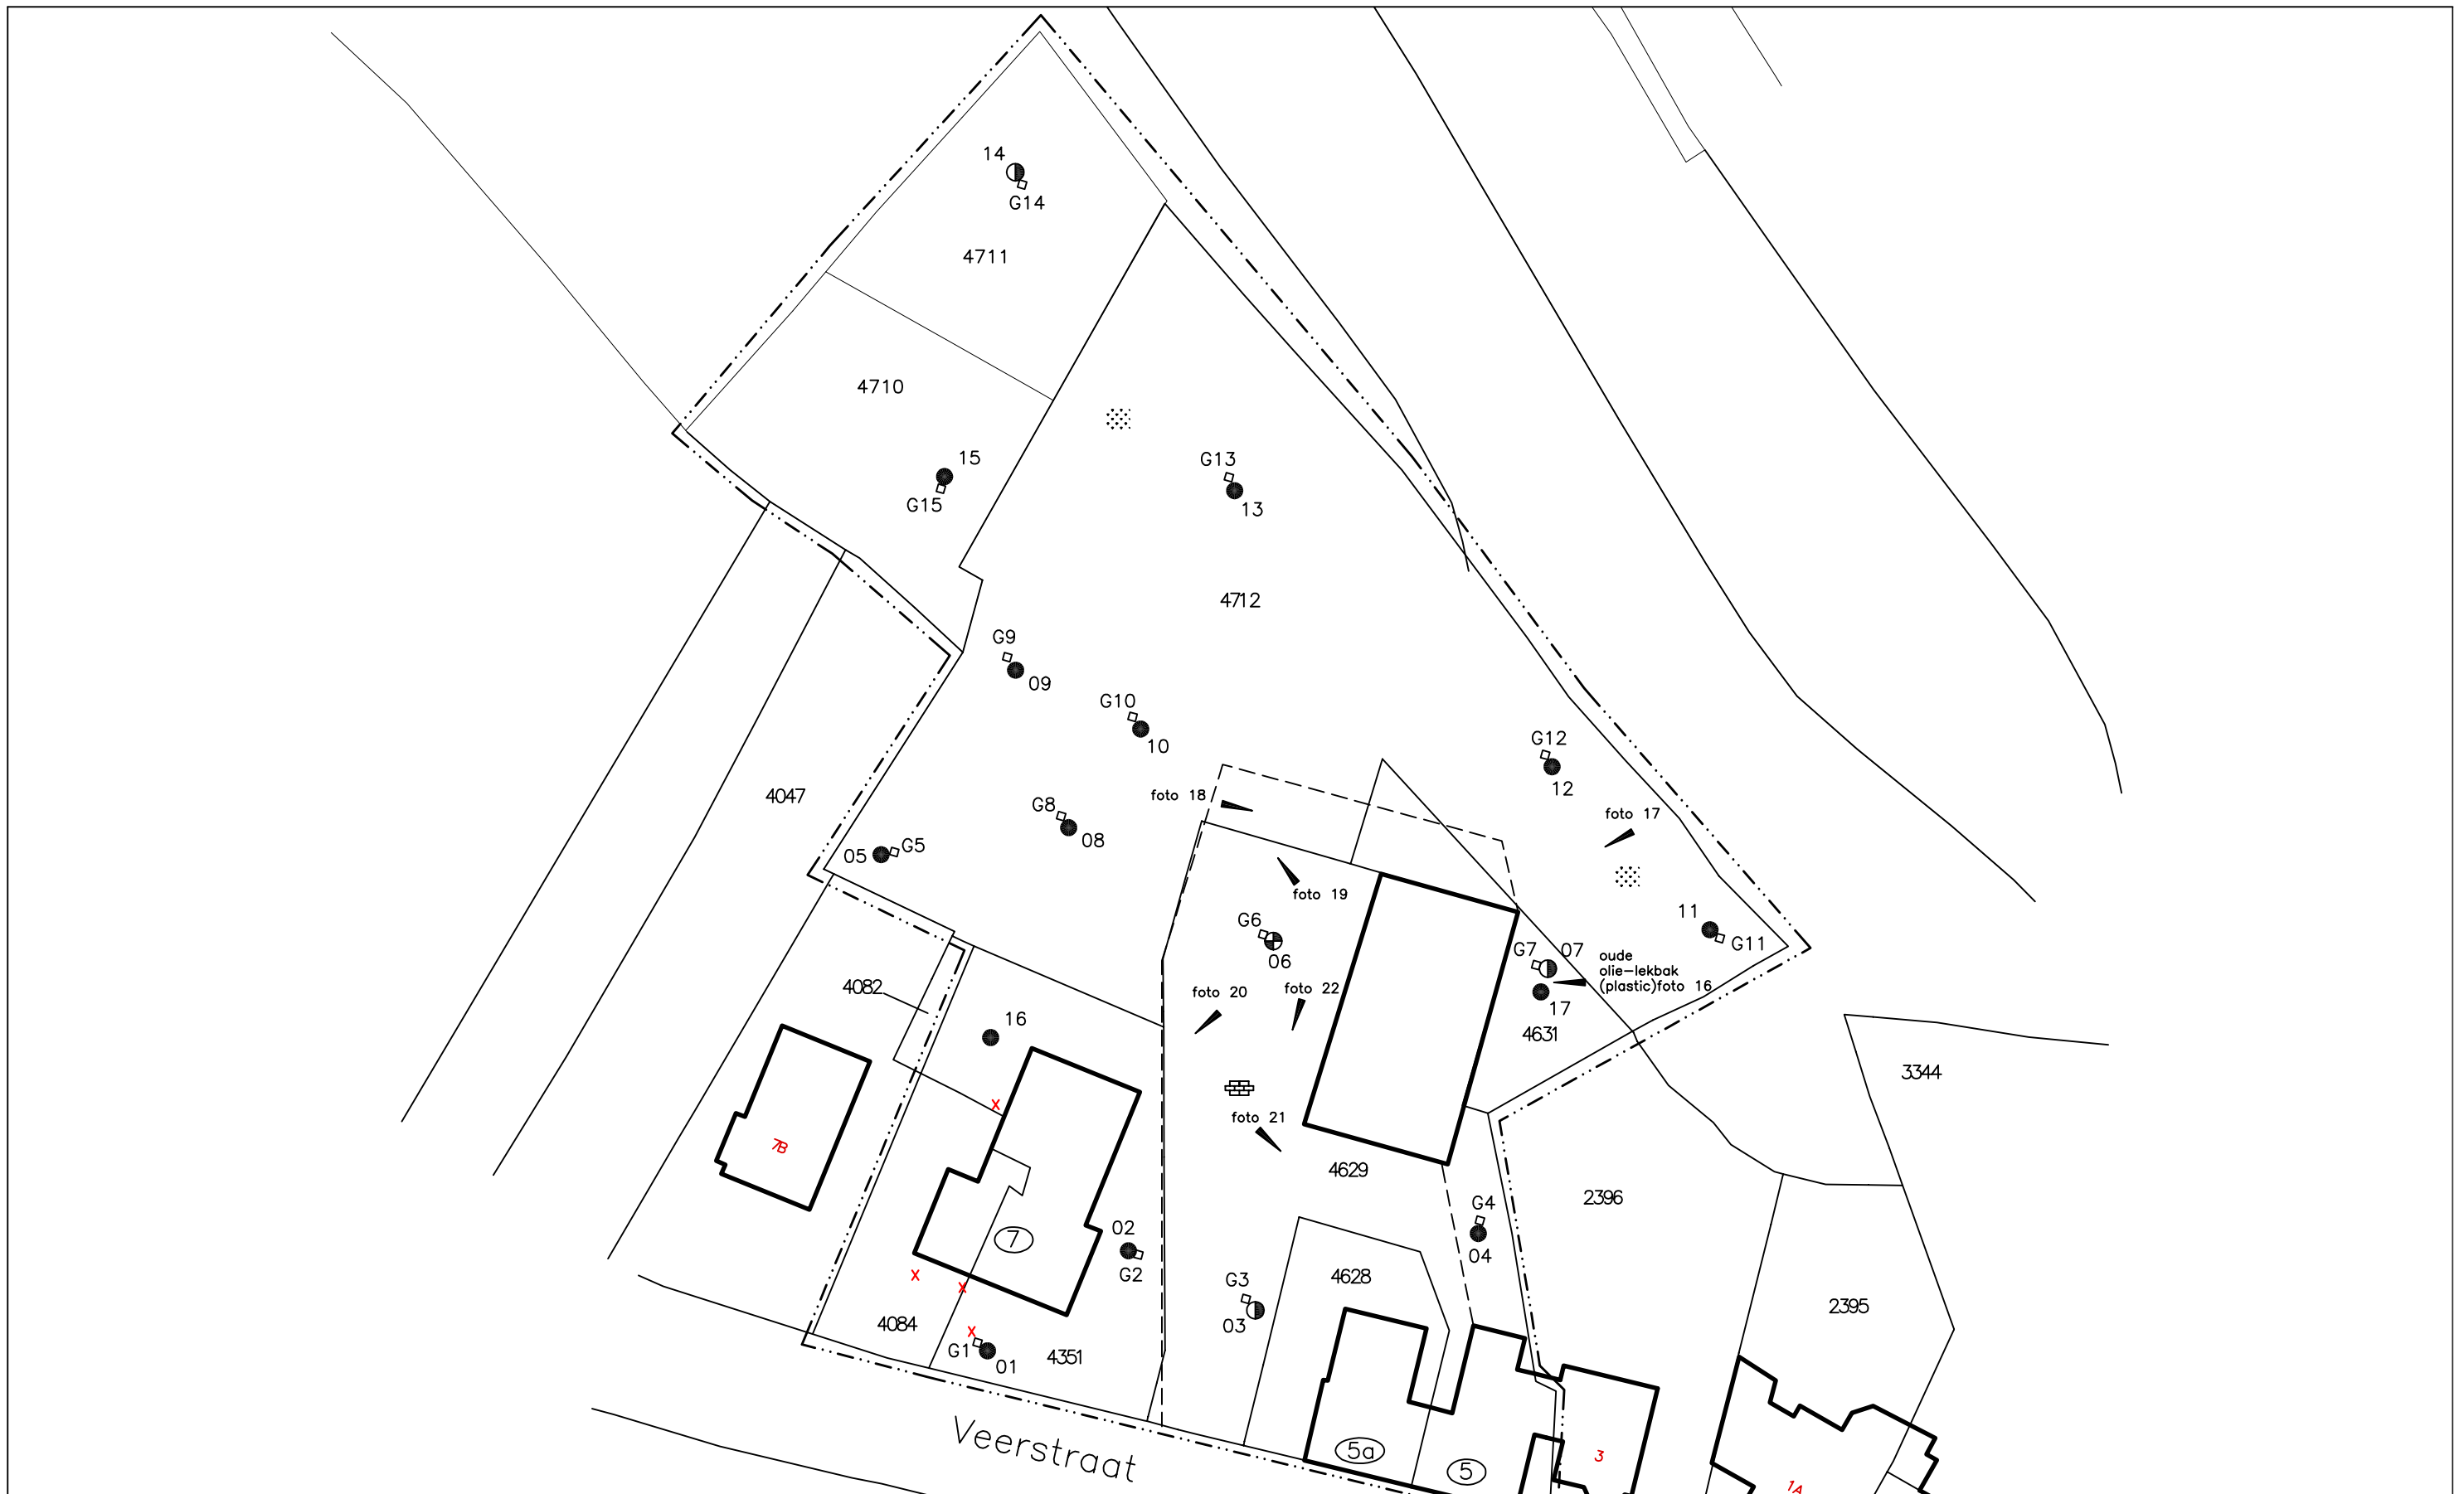 14
G14
4711
4710
15
G15
G13
13
4712
G9
09
G10
10
G12
12
4047
foto 18
foto 17
G8
08
05
G5
foto 19
11
G11
G6
06
G7
07
oude
olie-lekbak
(plastic)foto 16
17
4631
4082
foto 20
foto 22
16
3344
x
foto 21
7B
4629
2396
G4
04
02
G2
7
x
x
G3
03
4628
2395
4084
x
G1
01
4351
Veerstraat
5a
5
3
1A